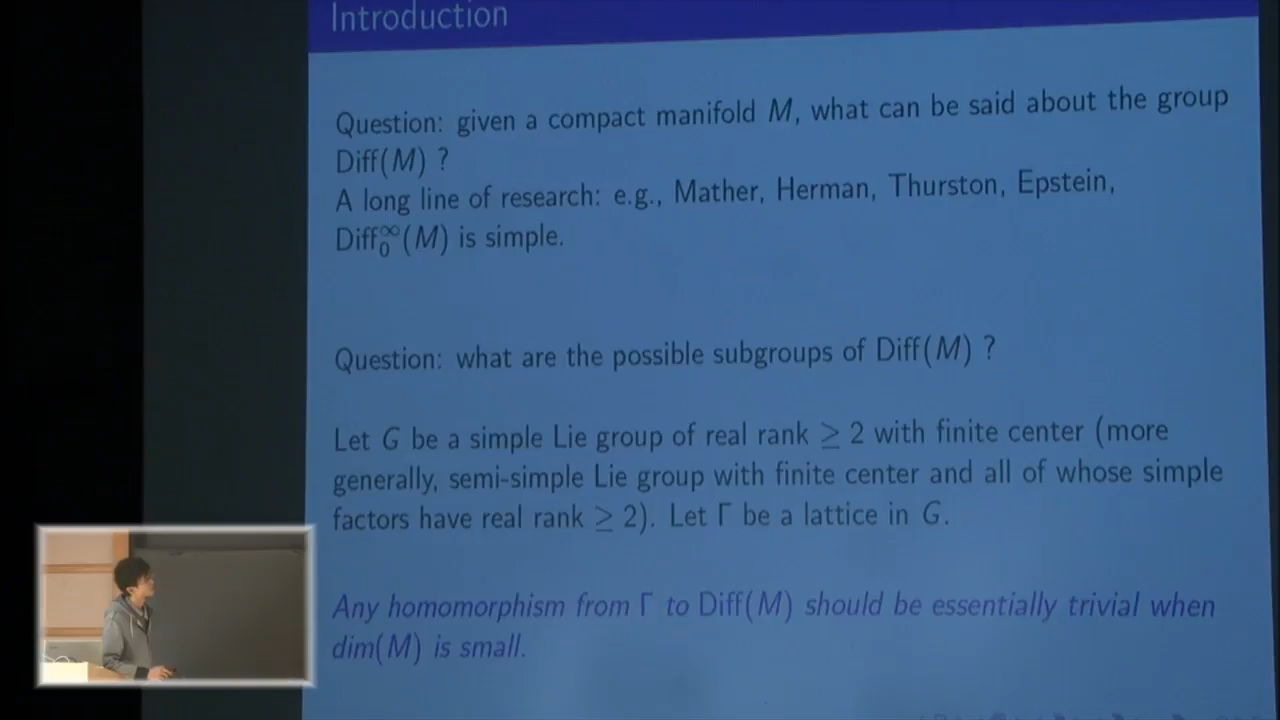 Introduction
Question: given a compact manifold M, what can be said about the group
Diff(M) ?
A long line of research: e.g., Mather, Herman, Thurston, Epstein,
Diff₀^∞(M) is simple.
Question: what are the possible subgroups of Diff(M) ?
Let G be a simple Lie group of real rank ≥ 2 with finite center (more
generally, semi-simple Lie group with finite center and all of whose simple
factors have real rank ≥ 2). Let Γ be a lattice in G.
Any homomorphism from Γ to Diff(M) should be essentially trivial when
dim(M) is small.